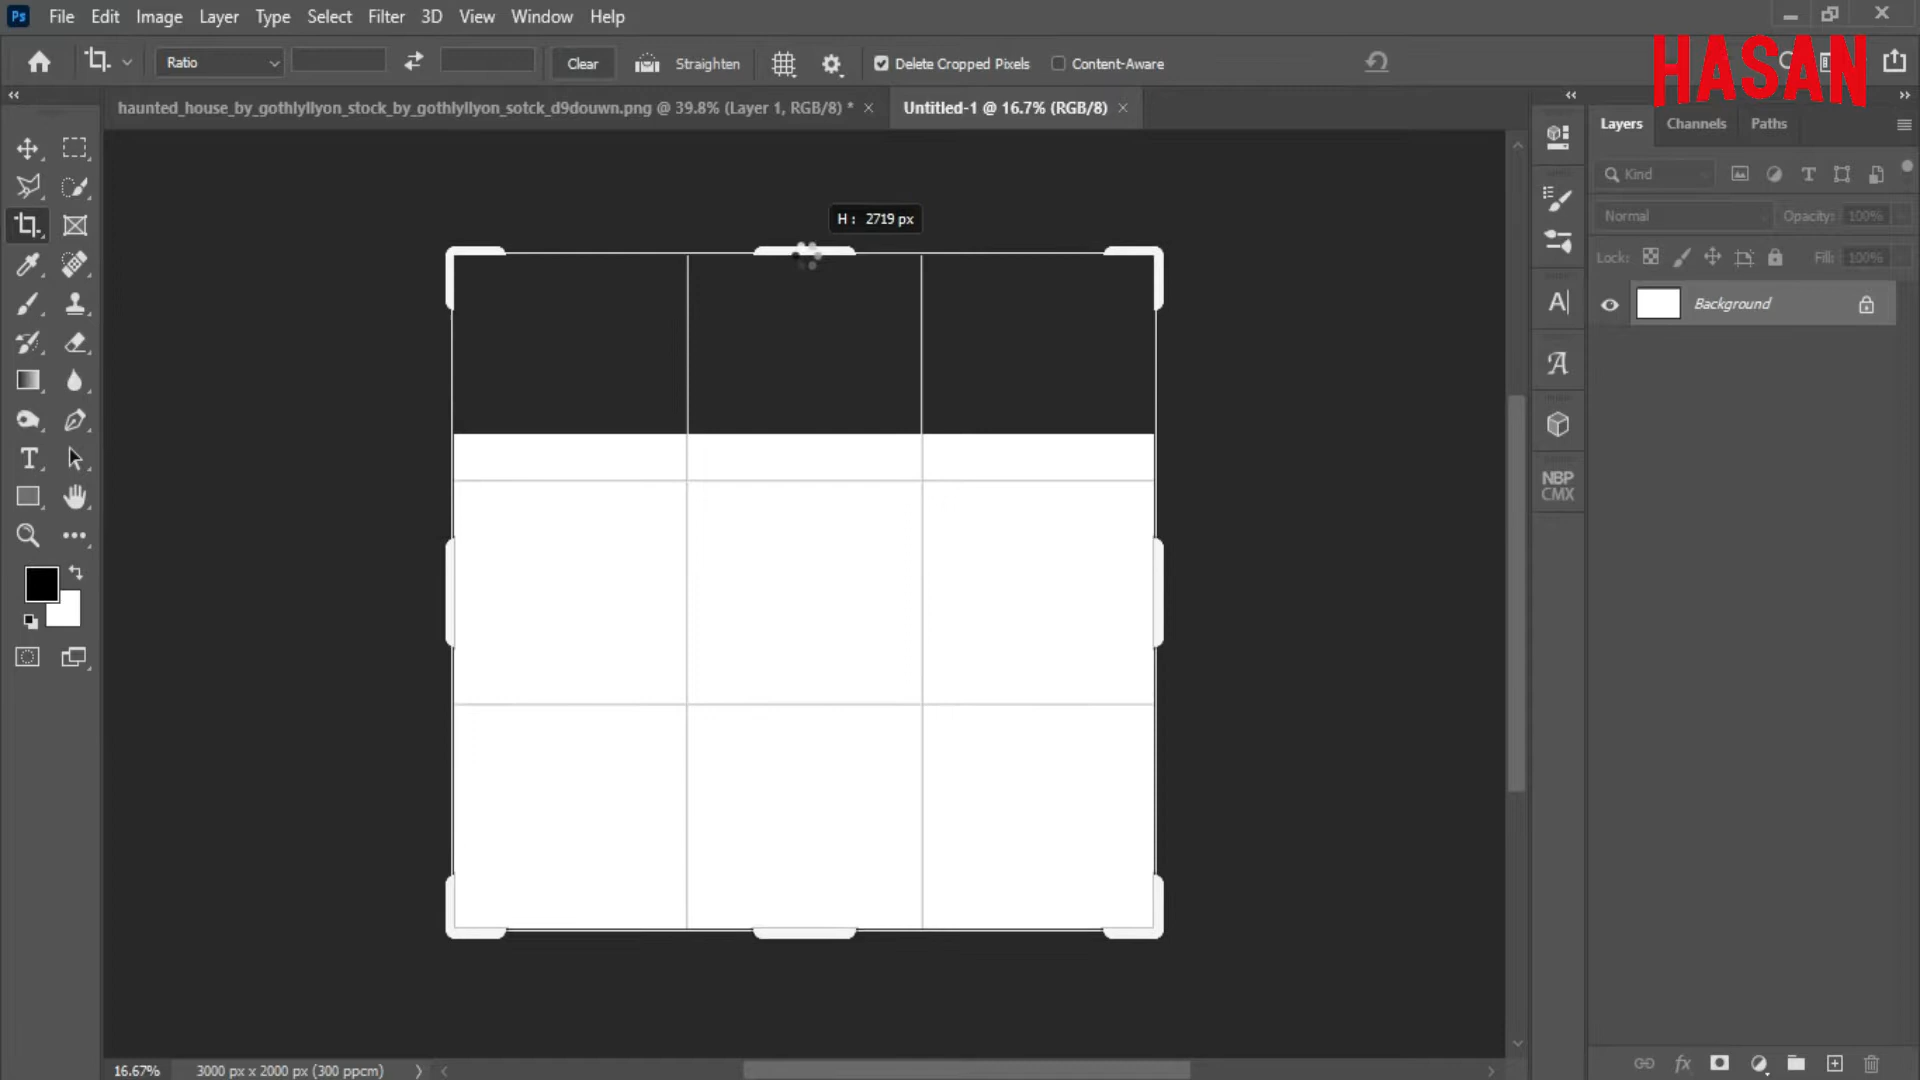 Ps File Edit Image Layer Type Select Filter 3D View Window Help
Ratio Clear Straighten Delete Cropped Pixels Content-Aware
HASAN
haunted_house_by_gothlyllyon_stock_by_gothlyllyon_sotck_d9douwn.png @ 39.8% (Layer 1, RGB/8) * Untitled-1 @ 16.7% (RGB/8)
Layers Channels Paths
Kind
Normal Opacity: 100%
H : 2719 px
Lock: Fill: 100%
Background
NBP
CMX
16.67% 3000 px x 2000 px (300 ppcm)